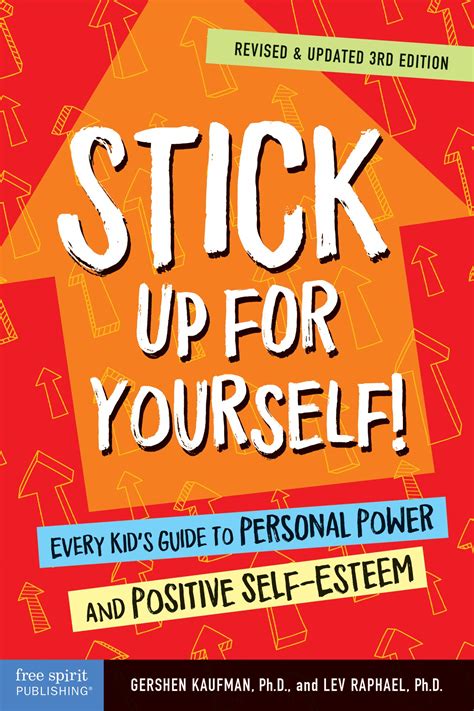 REVISED & UPDATED 3RD EDITION
STICK
UP FOR
YOURSELF!
EVERY KID'S GUIDE TO PERSONAL POWER
AND POSITIVE SELF-ESTEEM
free spirit
PUBLISHING®
GERSHEN KAUFMAN, Ph.D., and LEV RAPHAEL, Ph.D.